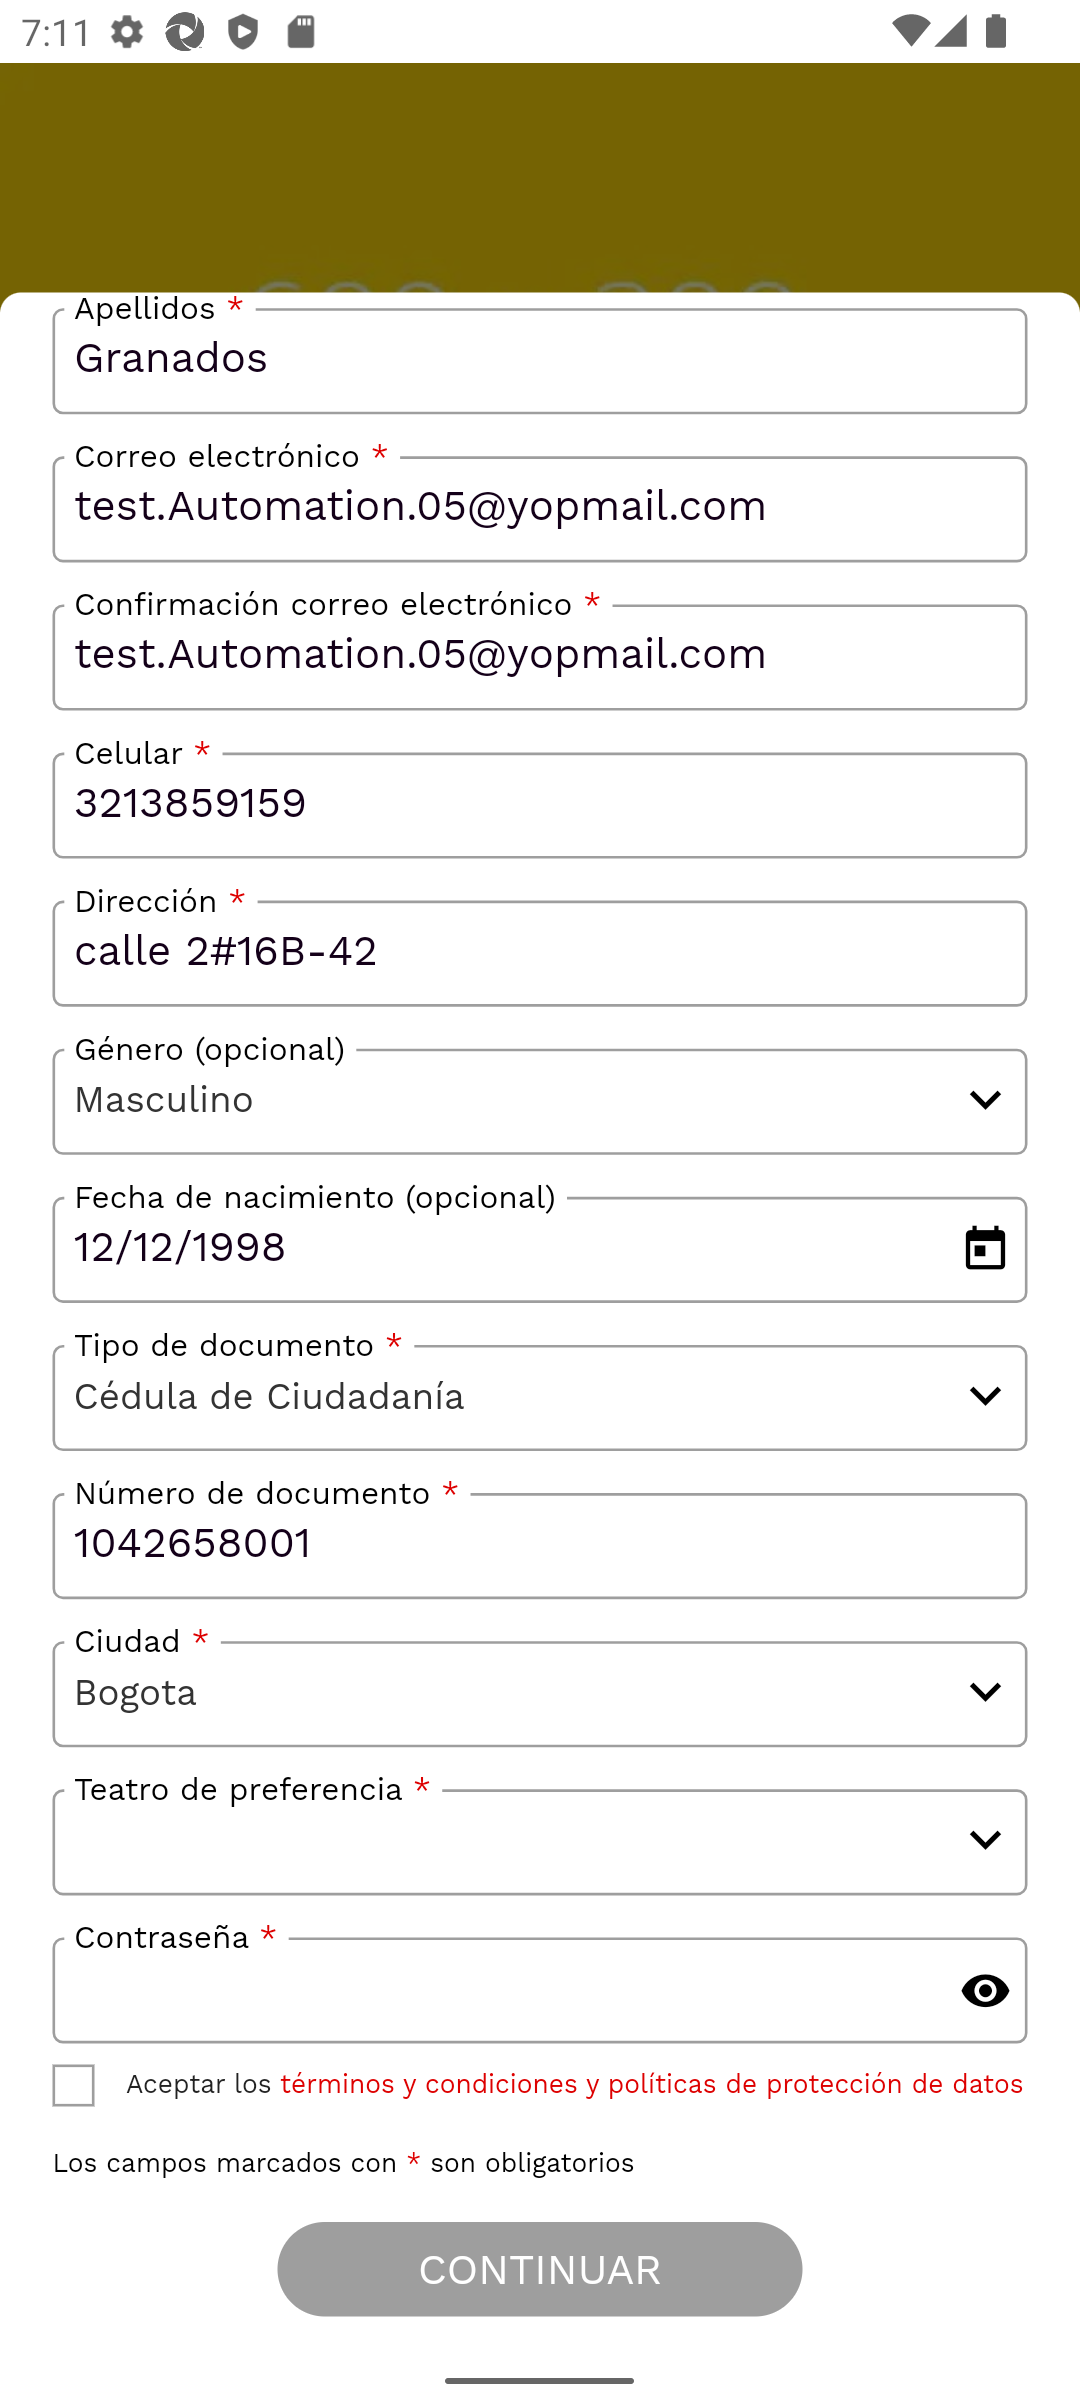 7:11
Apellidos *
Granados
Correo electrónico *
test.Automation.05@yopmail.com
Confirmación correo electrónico *
test.Automation.05@yopmail.com
Celular *
3213859159
Dirección *
calle 2#16B-42
Género (opcional)
Masculino
Fecha de nacimiento (opcional)
12/12/1998
Tipo de documento *
Cédula de Ciudadanía
Número de documento *
1042658001
Ciudad *
Bogota
Teatro de preferencia *
Contraseña *
Aceptar los términos y condiciones y políticas de protección de datos
Los campos marcados con * son obligatorios
CONTINUAR